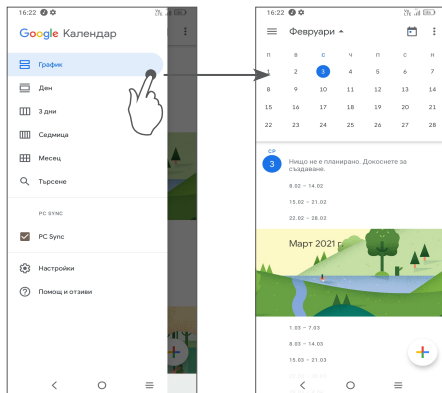 16:22
Google Календар
График
Ден
3 дни
Седмица
Месец
Търсене
PC SYNC
PC Sync
Настройки
Помощ и отзиви
16:22
Февруари
П В С Ч П С Н
1 2 3 4 5 6 7
8 9 10 11 12 13 14
15 16 17 18 19 20 21
22 23 24 25 26 27 28
СР
3 Нищо не е планирано. Докоснете за
създаване.
8.02 – 14.02
15.02 – 21.02
22.02 – 28.02
Март 2021 г.
1.03 – 7.03
8.03 – 14.03
15.03 – 21.03